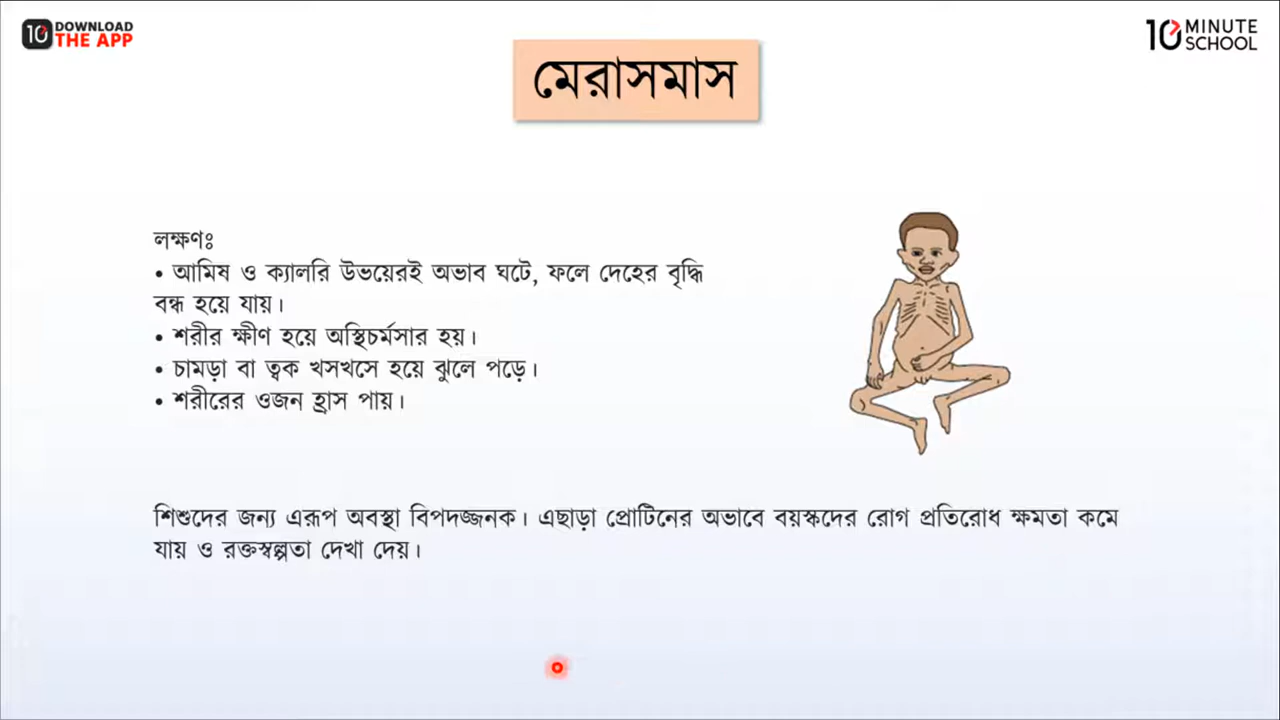 DOWNLOAD
THE APP
10 MINUTE
SCHOOL
মেরাসমাস
লক্ষণঃ
• আমিষ ও ক্যালরি উভয়েরই অভাব ঘটে, ফলে দেহের বৃদ্ধি
বন্ধ হয়ে যায়।
• শরীর ক্ষীণ হয়ে অস্থিচর্মসার হয়।
• চামড়া বা ত্বক খসখসে হয়ে ঝুলে পড়ে।
• শরীরের ওজন হ্রাস পায়।
শিশুদের জন্য এরূপ অবস্থা বিপদজ্জনক। এছাড়া প্রোটিনের অভাবে বয়স্কদের রোগ প্রতিরোধ ক্ষমতা কমে
যায় ও রক্তস্বল্পতা দেখা দেয়।